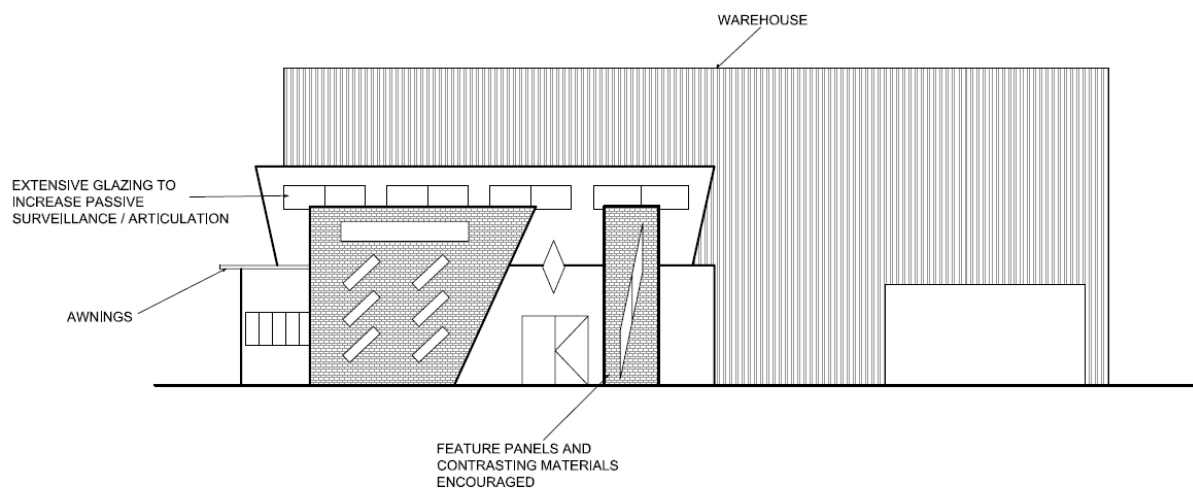 WAREHOUSE
EXTENSIVE GLAZING TO
INCREASE PASSIVE
SURVEILLANCE / ARTICULATION
AWNINGS
FEATURE PANELS AND
CONTRASTING MATERIALS
ENCOURAGED